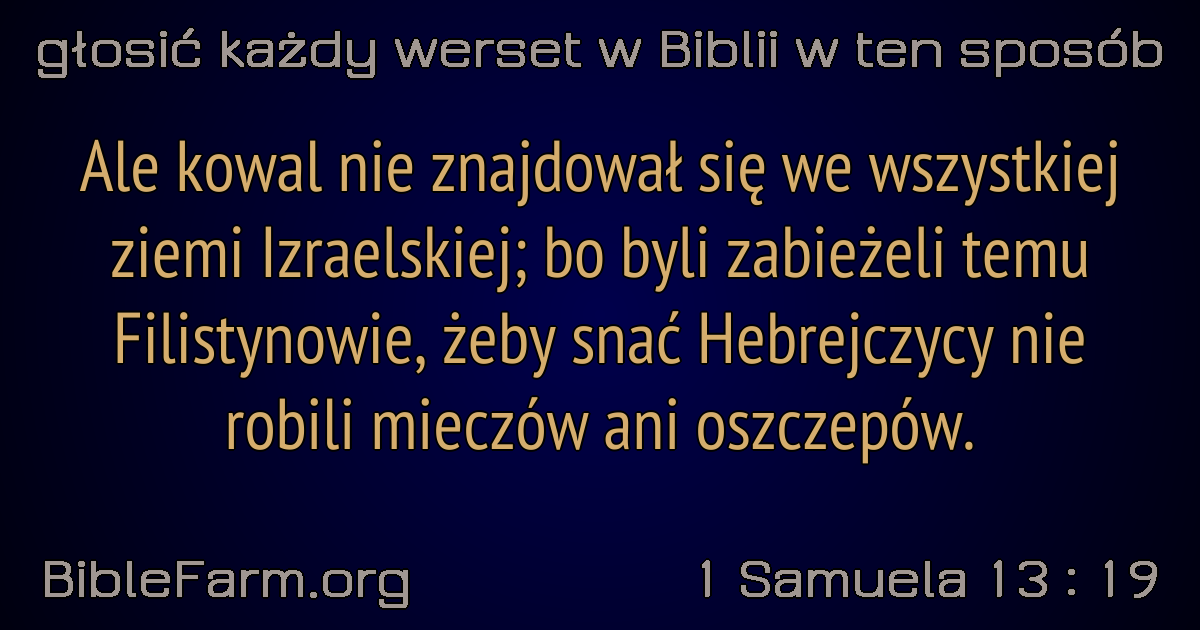 głosić każdy werset w Biblii w ten sposób
Ale kowal nie znajdował się we wszystkiej
ziemi Izraelskiej; bo byli zabieżeli temu
Filistynowie, żeby snać Hebrejczycy nie
robili mieczów ani oszczepów.
BibleFarm.org
1 Samuela 13 : 19